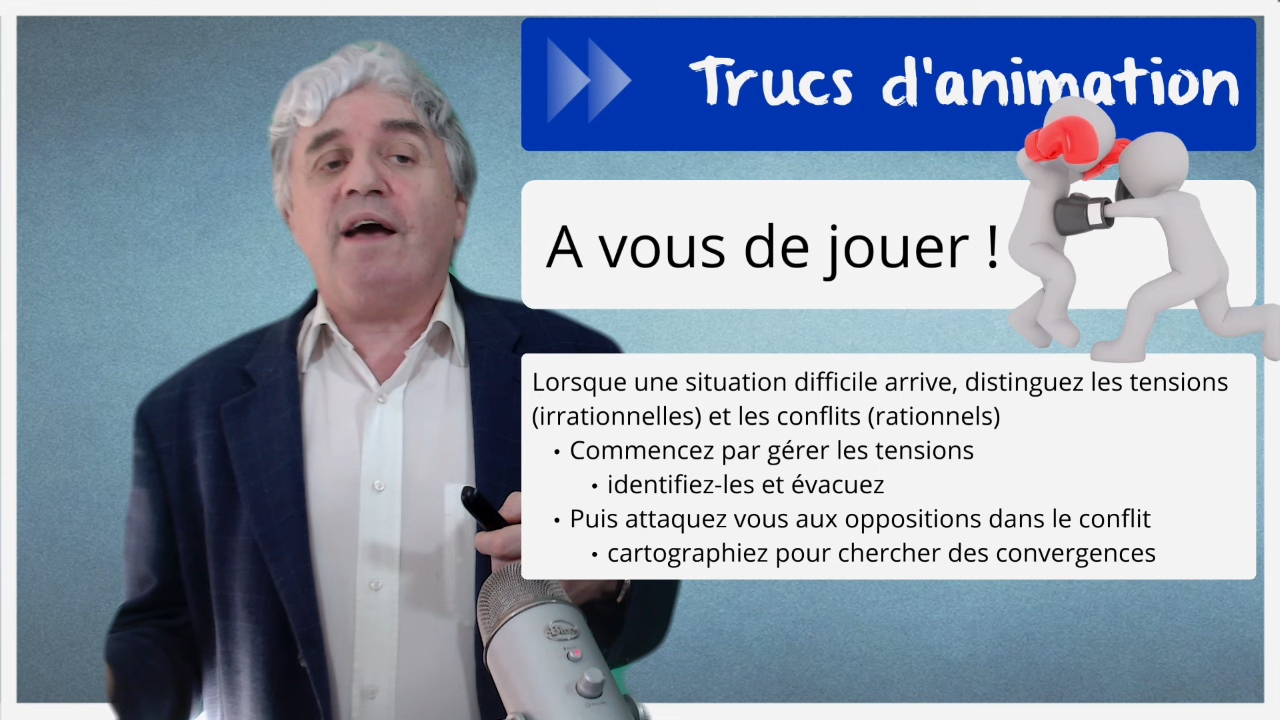 Trucs d'animation
A vous de jouer !
Lorsque une situation difficile arrive, distinguez les tensions
(irrationnelles) et les conflits (rationnels)
• Commencez par gérer les tensions
• identifiez-les et évacuez
• Puis attaquez vous aux oppositions dans le conflit
• cartographiez pour chercher des convergences